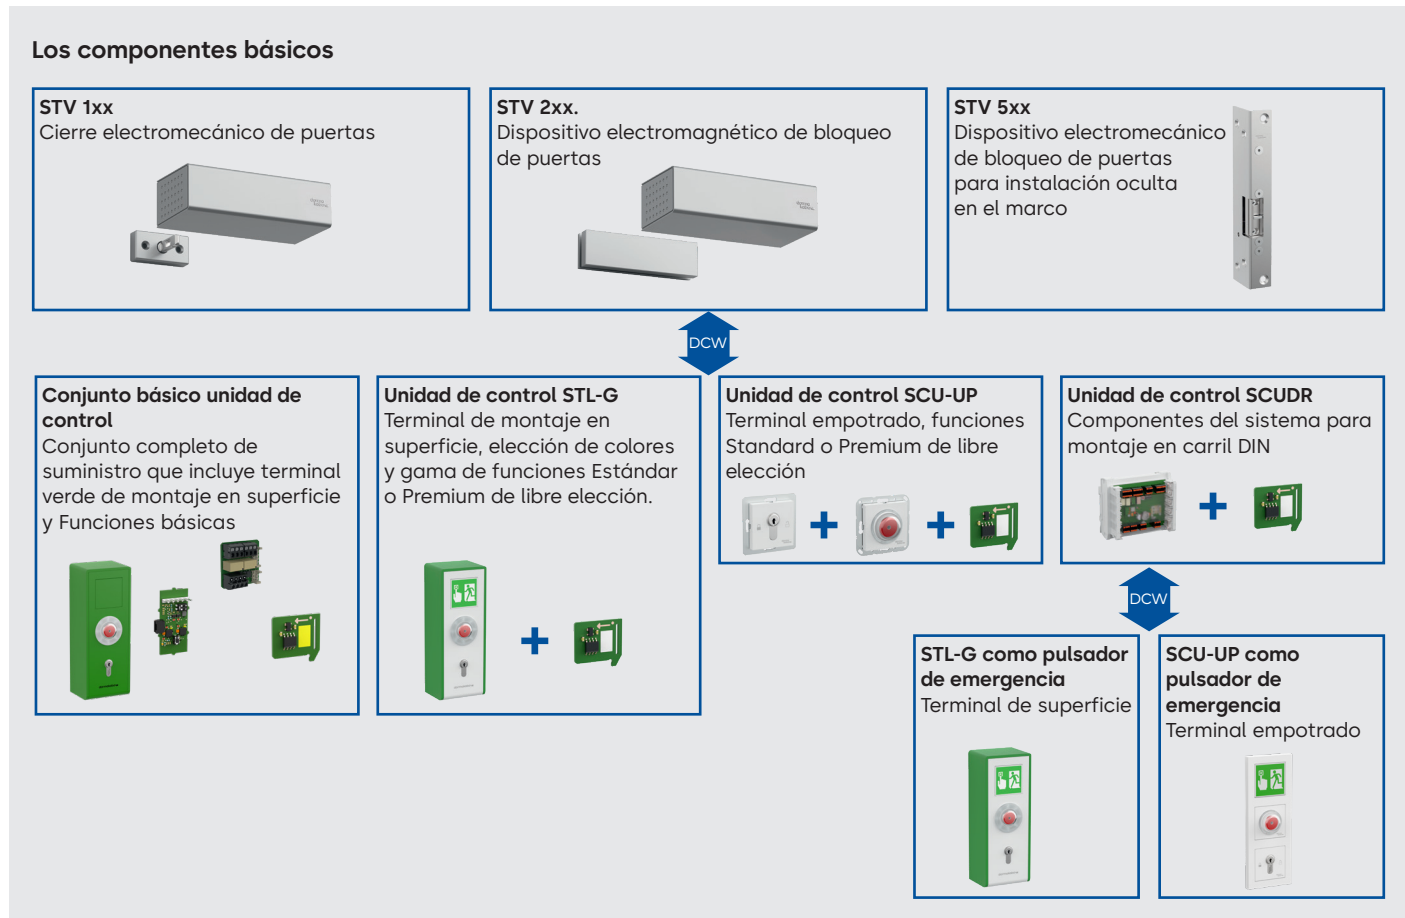 Los componentes básicos
STV 1xx
Cierre electromecánico de puertas
STV 2xx.
Dispositivo electromagnético de bloqueo
de puertas
STV 5xx
Dispositivo electromecánico
de bloqueo de puertas
para instalación oculta
en el marco
DCW
Conjunto básico unidad de
control
Conjunto completo de
suministro que incluye terminal
verde de montaje en superficie
y Funciones básicas
Unidad de control STL-G
Terminal de montaje en
superficie, elección de colores
y gama de funciones Estándar
o Premium de libre elección.
Unidad de control SCU-UP
Terminal empotrado, funciones
Standard o Premium de libre
elección
Unidad de control SCUDR
Componentes del sistema para
montaje en carril DIN
DCW
STL-G como pulsador
de emergencia
Terminal de superficie
SCU-UP como
pulsador de
emergencia
Terminal empotrado